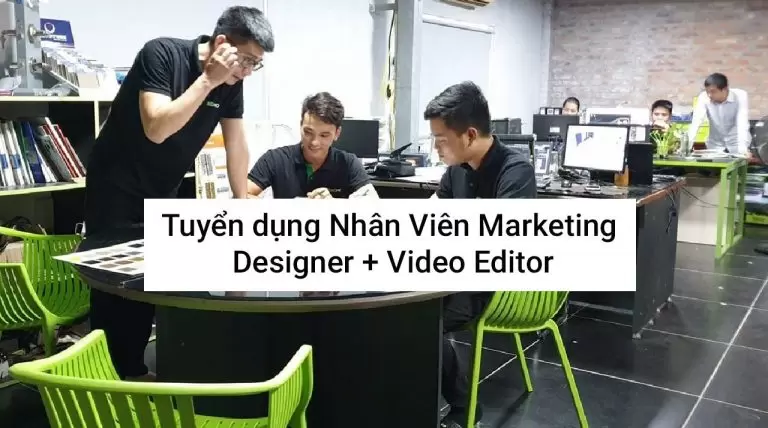 Tuyển dụng Nhân Viên Marketing
Designer + Video Editor